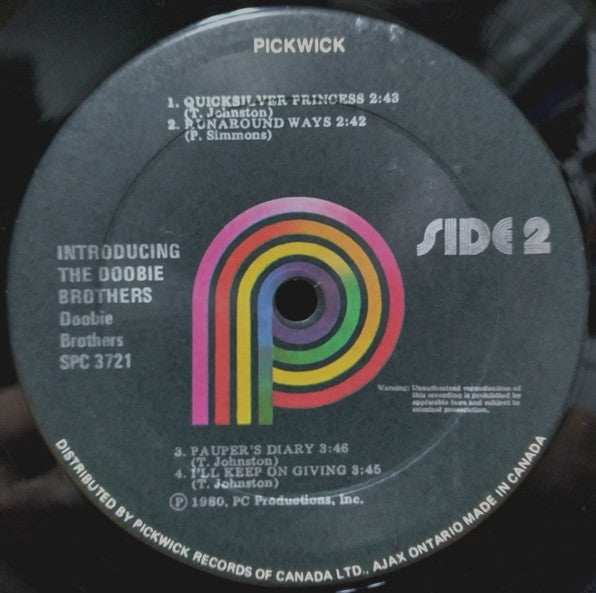 PICKWICK
1. QUICKSILVER PRINCESS 2:43
(T. Johnston)
2. RUNAROUND WAYS 2:42
(P. Simmons)
SIDE 2
INTRODUCING
THE DOOBIE
BROTHERS
Doobie
Brothers
SPC 3721
Warning: Unauthorized reproduction of
this recording is prohibited by
applicable laws and subject to
criminal prosecution.
3. PAUPER'S DIARY 3:46
(T. Johnston)
4. I'LL KEEP ON GIVING 3:45
(T. Johnston)
Ⓟ 1980, PC Productions, Inc.
DISTRIBUTED BY PICKWICK RECORDS OF CANADA LTD., AJAX ONTARIO MADE IN CANADA